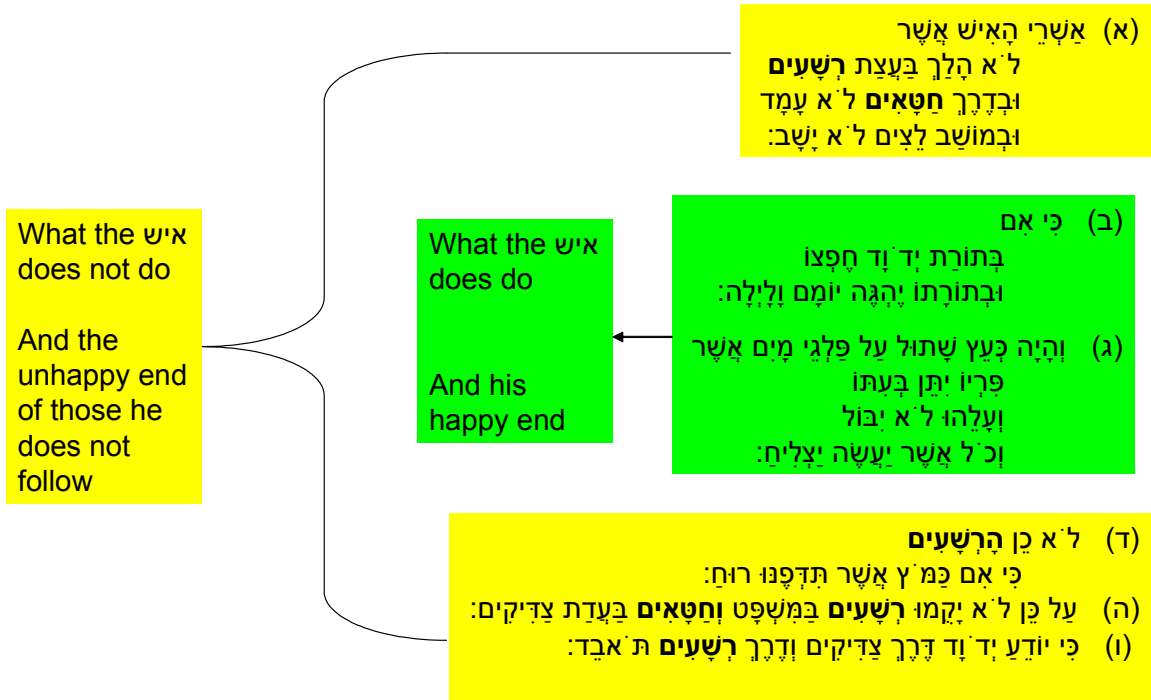 (א) אַשְׁרֵי הָאִישׁ אֲשֶׁר
לֹא הָלַךְ בַּעֲצַת רְשָׁעִים
וּבְדֶרֶךְ חַטָּאִים לֹא עָמָד
וּבְמוֹשַׁב לֵצִים לֹא יָשָׁב:
What the איש
does not do
And the
unhappy end
of those he
does not
follow
What the איש
does do
And his
happy end
(ב) כִּי אִם
בְּתוֹרַת יְדֹוָד חֶפְצוֹ
וּבְתוֹרָתוֹ יֶהְגֶּה יוֹמָם וָלָיְלָה:
(ג) וְהָיָה כְּעֵץ שָׁתוּל עַל פַּלְגֵי מָיִם אֲשֶׁר
פִּרְיוֹ יִתֵּן בְּעִתּוֹ
וְעָלֵהוּ לֹא יִבּוֹל
וְכֹל אֲשֶׁר יַעֲשֶׂה יַצְלִיחַ:
(ד) לֹא כֵן הָרְשָׁעִים
כִּי אִם כַּמֹּץ אֲשֶׁר תִּדְּפֶנּוּ רוּחַ:
(ה) עַל כֵּן לֹא יָקֻמוּ רְשָׁעִים בַּמִּשְׁפָּט וְחַטָּאִים בַּעֲדַת צַדִּיקִים:
(ו) כִּי יוֹדֵעַ יְדֹוָד דֶּרֶךְ צַדִּיקִים וְדֶרֶךְ רְשָׁעִים תֹּאבֵד: